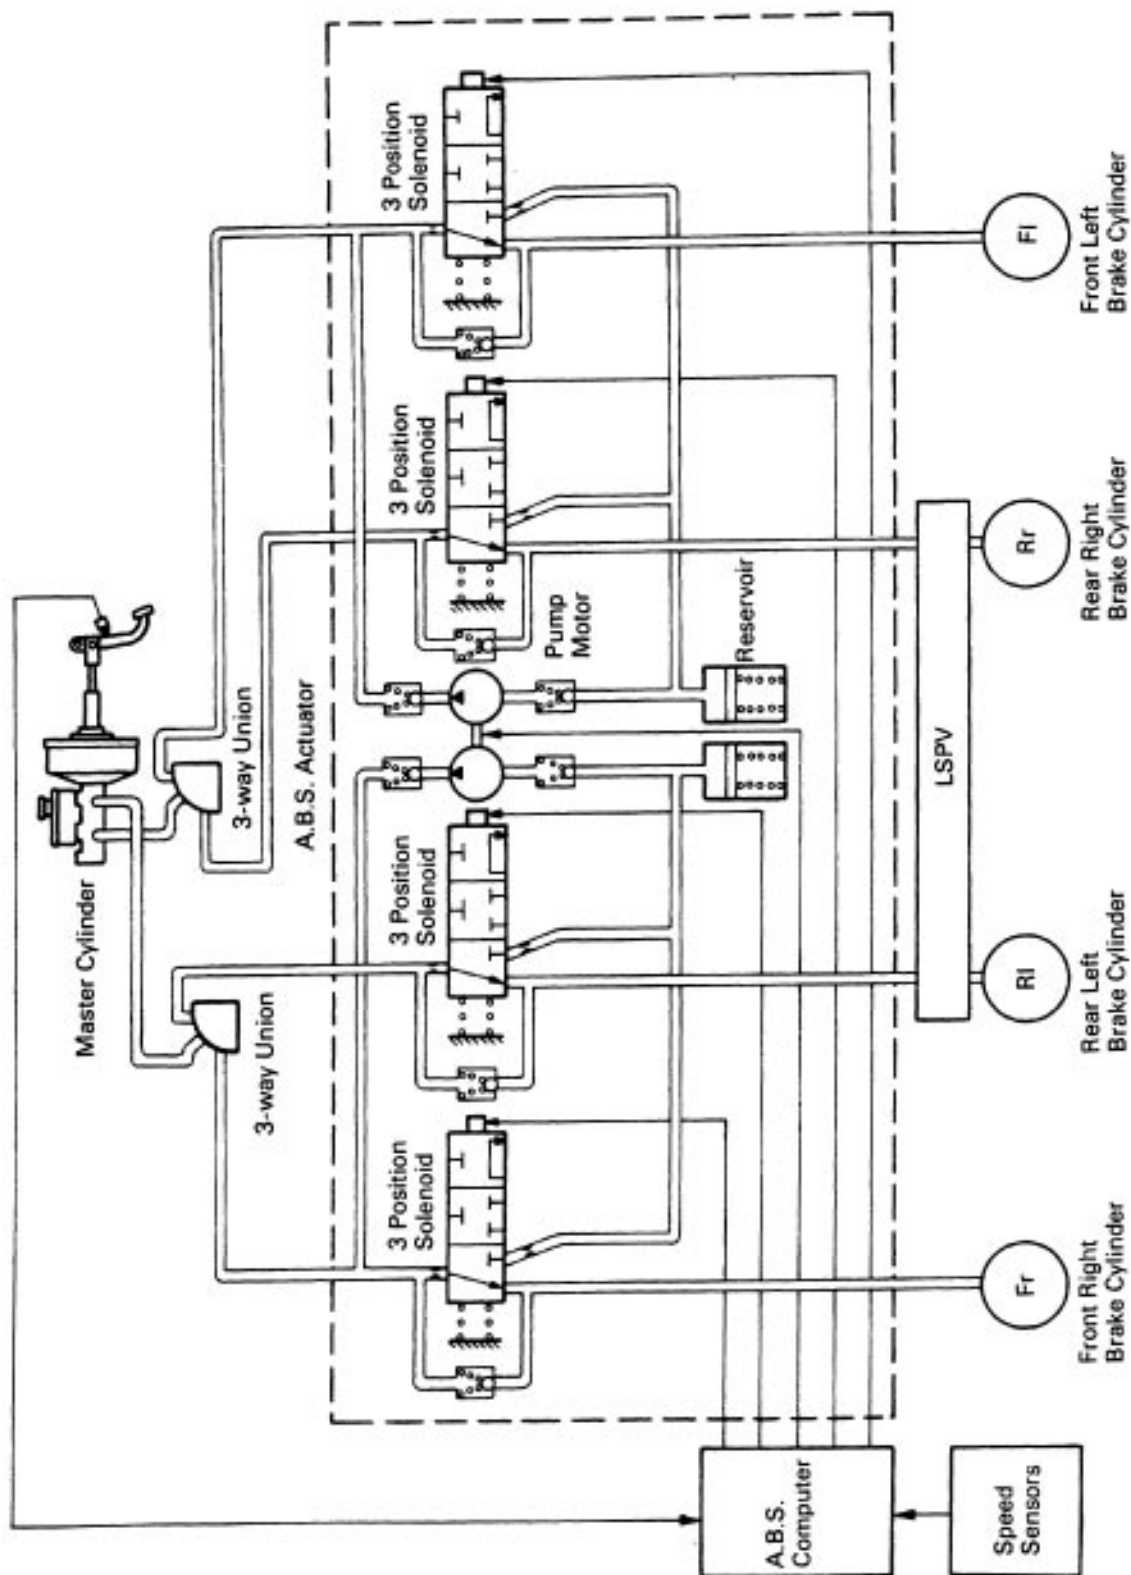 Master Cylinder
3-way Union
3-way Union
A.B.S. Actuator
3 Position
Solenoid
3 Position
Solenoid
3 Position
Solenoid
3 Position
Solenoid
Pump
Motor
Reservoir
A.B.S.
Computer
Speed
Sensors
LSPV
Fr
Rl
Rr
Fl
Front Right
Brake Cylinder
Rear Left
Brake Cylinder
Rear Right
Brake Cylinder
Front Left
Brake Cylinder